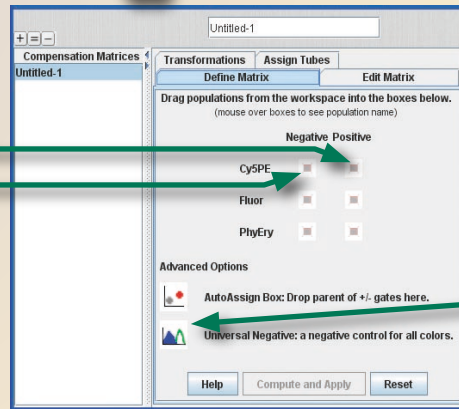 Untitled-1
+ = -
Compensation Matrices
Untitled-1
Transformations Assign Tubes
Define Matrix Edit Matrix
Drag populations from the workspace into the boxes below.
(mouse over boxes to see population name)
Negative Positive
Cy5PE
Fluor
PhyEry
Advanced Options
AutoAssign Box: Drop parent of +/- gates here.
Universal Negative: a negative control for all colors.
Help Compute and Apply Reset